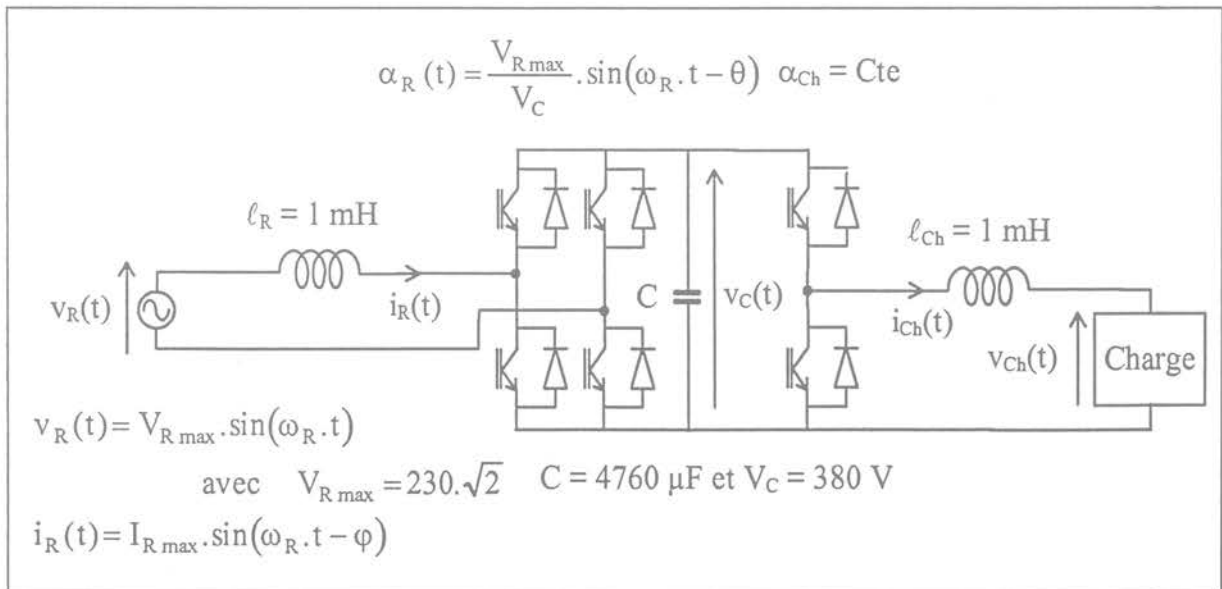 α_R (t) = V_R max / V_C . sin(ω_R . t − θ) α_Ch = Cte
ℓ_R = 1 mH
ℓ_Ch = 1 mH
v_R(t)
i_R(t)
C
v_C(t)
i_Ch(t)
v_Ch(t)
Charge
v_R(t) = V_R max . sin(ω_R . t)
avec V_R max = 230.√2 C = 4760 µF et V_C = 380 V
i_R(t) = I_R max . sin(ω_R . t − φ)